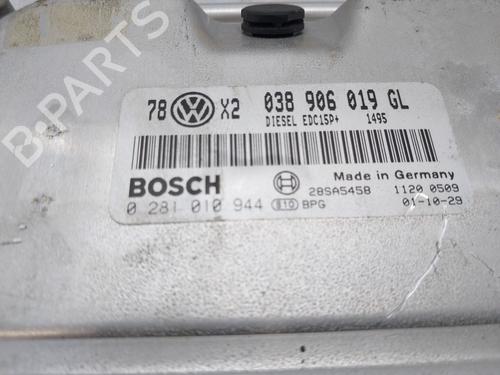 B-PARTS
78 X2 038 906 019 GL
DIESEL EDC15P+ 1495
BOSCH
Made in Germany
28SA5458 1120 0509
0 281 010 944 E10 BPG 01-10-29